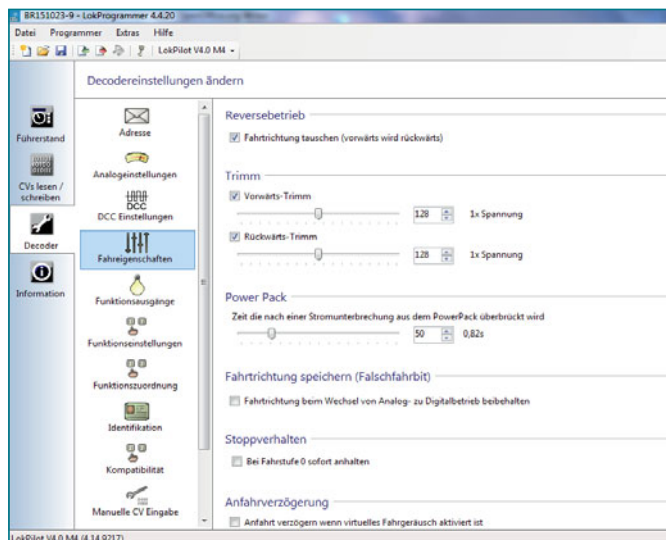 BR151023-9 - LokProgrammer 4.4.20
Datei Programmer Extras Hilfe
LokPilot V4.0 M4
Decodereinstellungen ändern
Führerstand
CVs lesen / schreiben
Decoder
Information
Adresse
Analogeinstellungen
DCC
DCC Einstellungen
Fahreigenschaften
Funktionsausgänge
Funktionseinstellungen
Funktionszuordnung
Identifikation
Kompatibilität
Manuelle CV Eingabe
Reversebetrieb
Fahrtrichtung tauschen (vorwärts wird rückwärts)
Trimm
Vorwärts-Trimm
128 1x Spannung
Rückwärts-Trimm
128 1x Spannung
Power Pack
Zeit die nach einer Stromunterbrechung aus dem PowerPack überbrückt wird
50 0,82s
Fahrtrichtung speichern (Falschfahrbit)
Fahrtrichtung beim Wechsel von Analog- zu Digitalbetrieb beibehalten
Stoppverhalten
Bei Fahrstufe 0 sofort anhalten
Anfahrverzögerung
Anfahrt verzögern wenn virtuelles Fahrgeräusch aktiviert ist
LokPilot V4.0 M4 (4.14.9217)